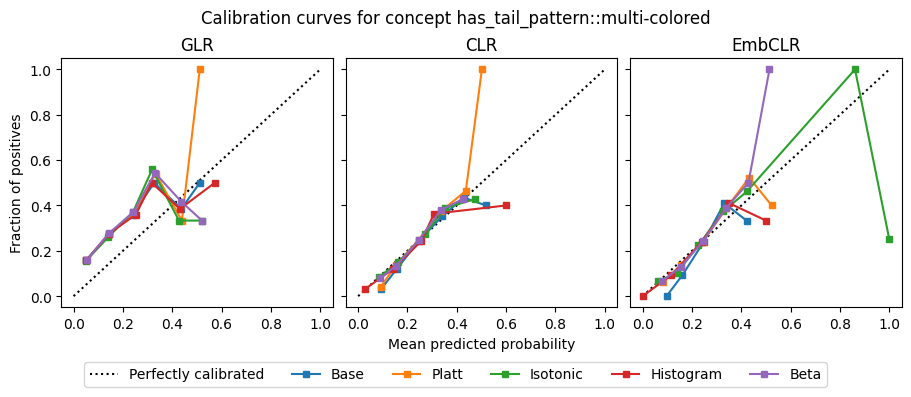 Calibration curves for concept has_tail_pattern::multi-colored
GLR
CLR
EmbCLR
Fraction of positives
1.0
0.8
0.6
0.4
0.2
0.0
0.0 0.2 0.4 0.6 0.8 1.0
0.0 0.2 0.4 0.6 0.8 1.0
0.0 0.2 0.4 0.6 0.8 1.0
Mean predicted probability
Perfectly calibrated Base Platt Isotonic Histogram Beta